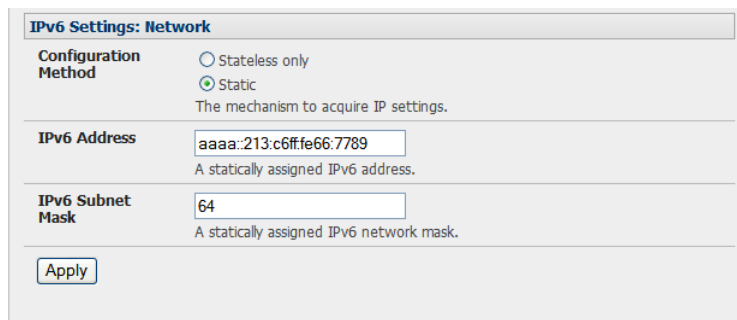 IPv6 Settings: Network
Configuration Method
Stateless only
Static
The mechanism to acquire IP settings.
IPv6 Address
aaaa::213:c6ff:fe66:7789
A statically assigned IPv6 address.
IPv6 Subnet Mask
64
A statically assigned IPv6 network mask.
Apply